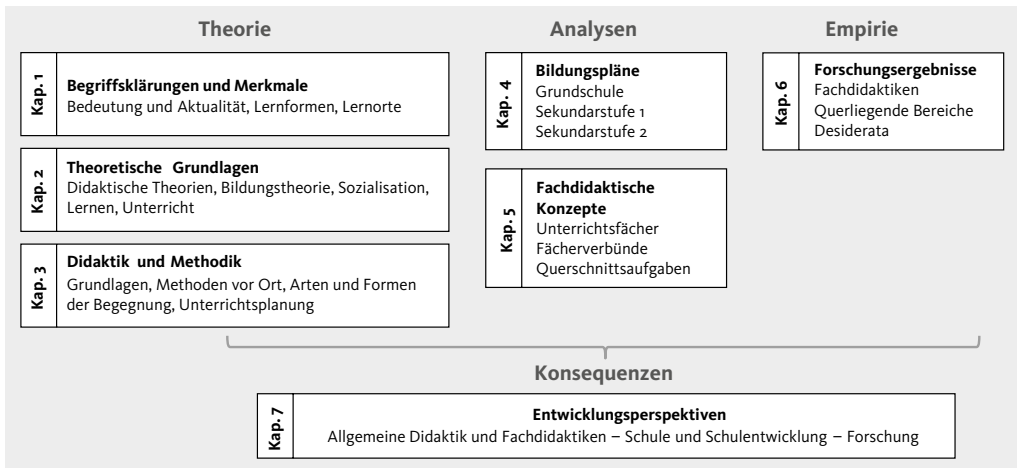 Theorie
Kap. 1
Begriffsklärungen und Merkmale
Bedeutung und Aktualität, Lernformen, Lernorte
Kap. 2
Theoretische Grundlagen
Didaktische Theorien, Bildungstheorie, Sozialisation,
Lernen, Unterricht
Kap. 3
Didaktik und Methodik
Grundlagen, Methoden vor Ort, Arten und Formen
der Begegnung, Unterrichtsplanung
Analysen
Kap. 4
Bildungspläne
Grundschule
Sekundarstufe 1
Sekundarstufe 2
Kap. 5
Fachdidaktische
Konzepte
Unterrichtsfächer
Fächerverbünde
Querschnittsaufgaben
Empirie
Kap. 6
Forschungsergebnisse
Fachdidaktiken
Querliegende Bereiche
Desiderata
Konsequenzen
Kap. 7
Entwicklungsperspektiven
Allgemeine Didaktik und Fachdidaktiken – Schule und Schulentwicklung – Forschung